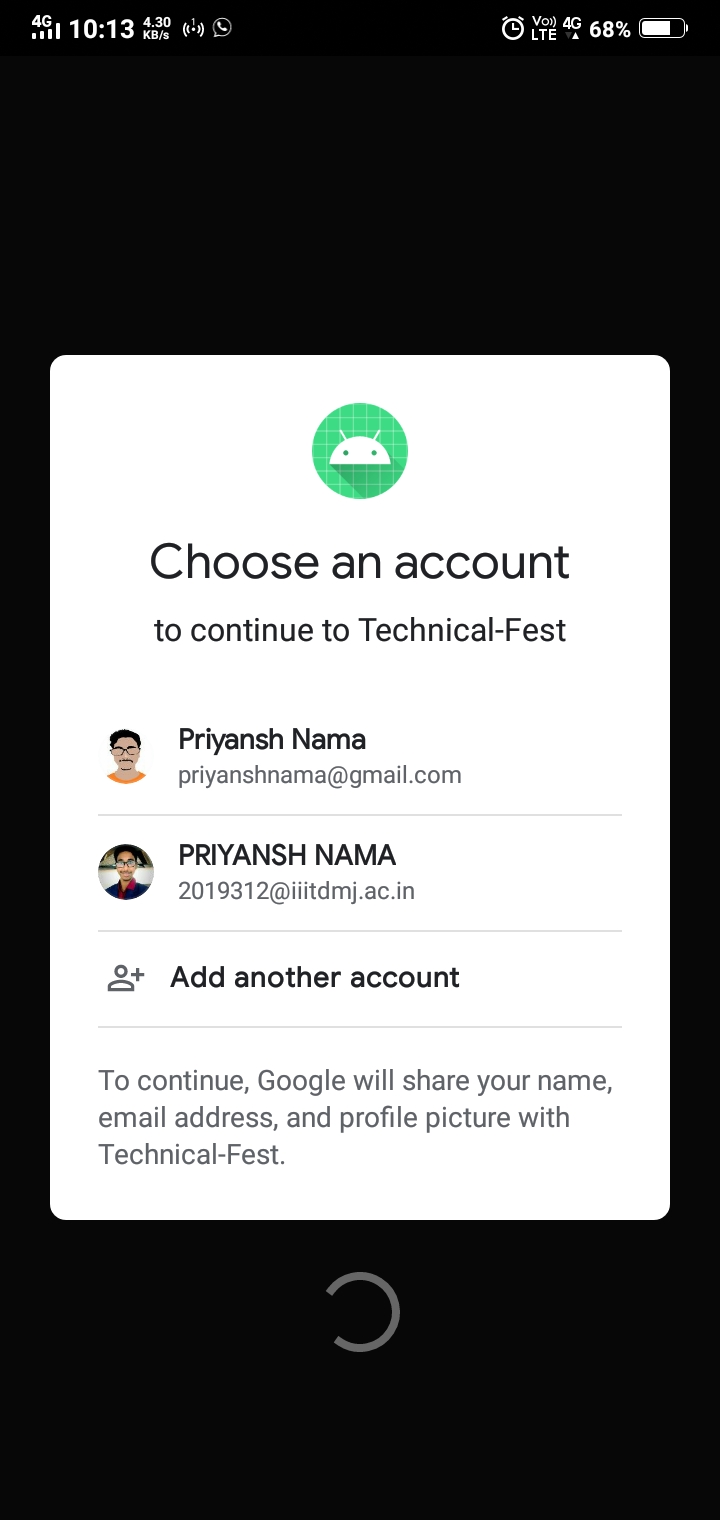 4G 10:13 4.30 KB/s Vo)) LTE 4G 68%
Choose an account
to continue to Technical-Fest
Priyansh Nama
priyanshnama@gmail.com
PRIYANSH NAMA
2019312@iiitdmj.ac.in
Add another account
To continue, Google will share your name,
email address, and profile picture with
Technical-Fest.